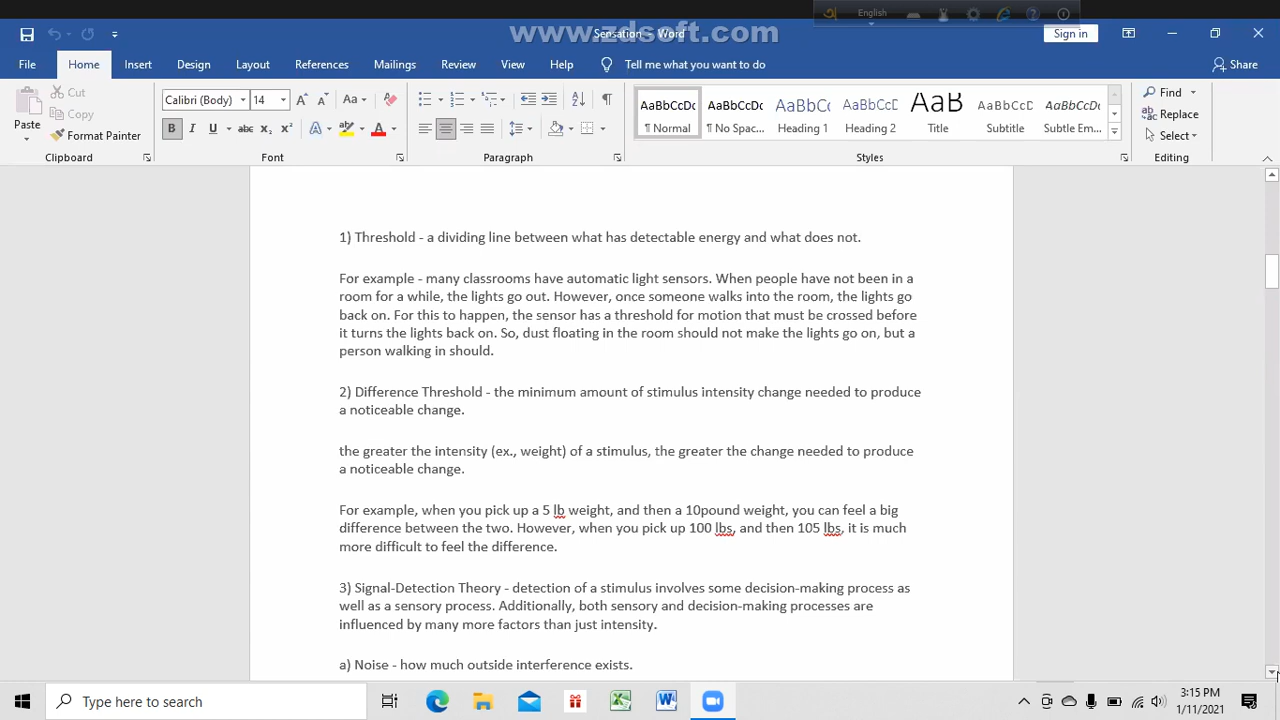 English
www.zdsoft.com
Sensation - Word
Sign in
File Home Insert Design Layout References Mailings Review View Help Tell me what you want to do Share
Paste
Cut
Copy
Format Painter
Clipboard
Calibri (Body) 14
Font
Paragraph
AaBbCcDc AaBbCcDc AaBbCc AaBbCcD AaB AaBbCcD AaBbCcDc
¶ Normal ¶ No Spac... Heading 1 Heading 2 Title Subtitle Subtle Em...
Styles
Find
Replace
Select
Editing
1) Threshold - a dividing line between what has detectable energy and what does not.
For example - many classrooms have automatic light sensors. When people have not been in a
room for a while, the lights go out. However, once someone walks into the room, the lights go
back on. For this to happen, the sensor has a threshold for motion that must be crossed before
it turns the lights back on. So, dust floating in the room should not make the lights go on, but a
person walking in should.
2) Difference Threshold - the minimum amount of stimulus intensity change needed to produce
a noticeable change.
the greater the intensity (ex., weight) of a stimulus, the greater the change needed to produce
a noticeable change.
For example, when you pick up a 5 lb weight, and then a 10pound weight, you can feel a big
difference between the two. However, when you pick up 100 lbs, and then 105 lbs, it is much
more difficult to feel the difference.
3) Signal-Detection Theory - detection of a stimulus involves some decision-making process as
well as a sensory process. Additionally, both sensory and decision-making processes are
influenced by many more factors than just intensity.
a) Noise - how much outside interference exists.
Type here to search
3:15 PM
1/11/2021